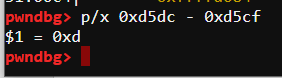 pwndbg> p/x 0xd5dc - 0xd5cf
$1 = 0xd
pwndbg>